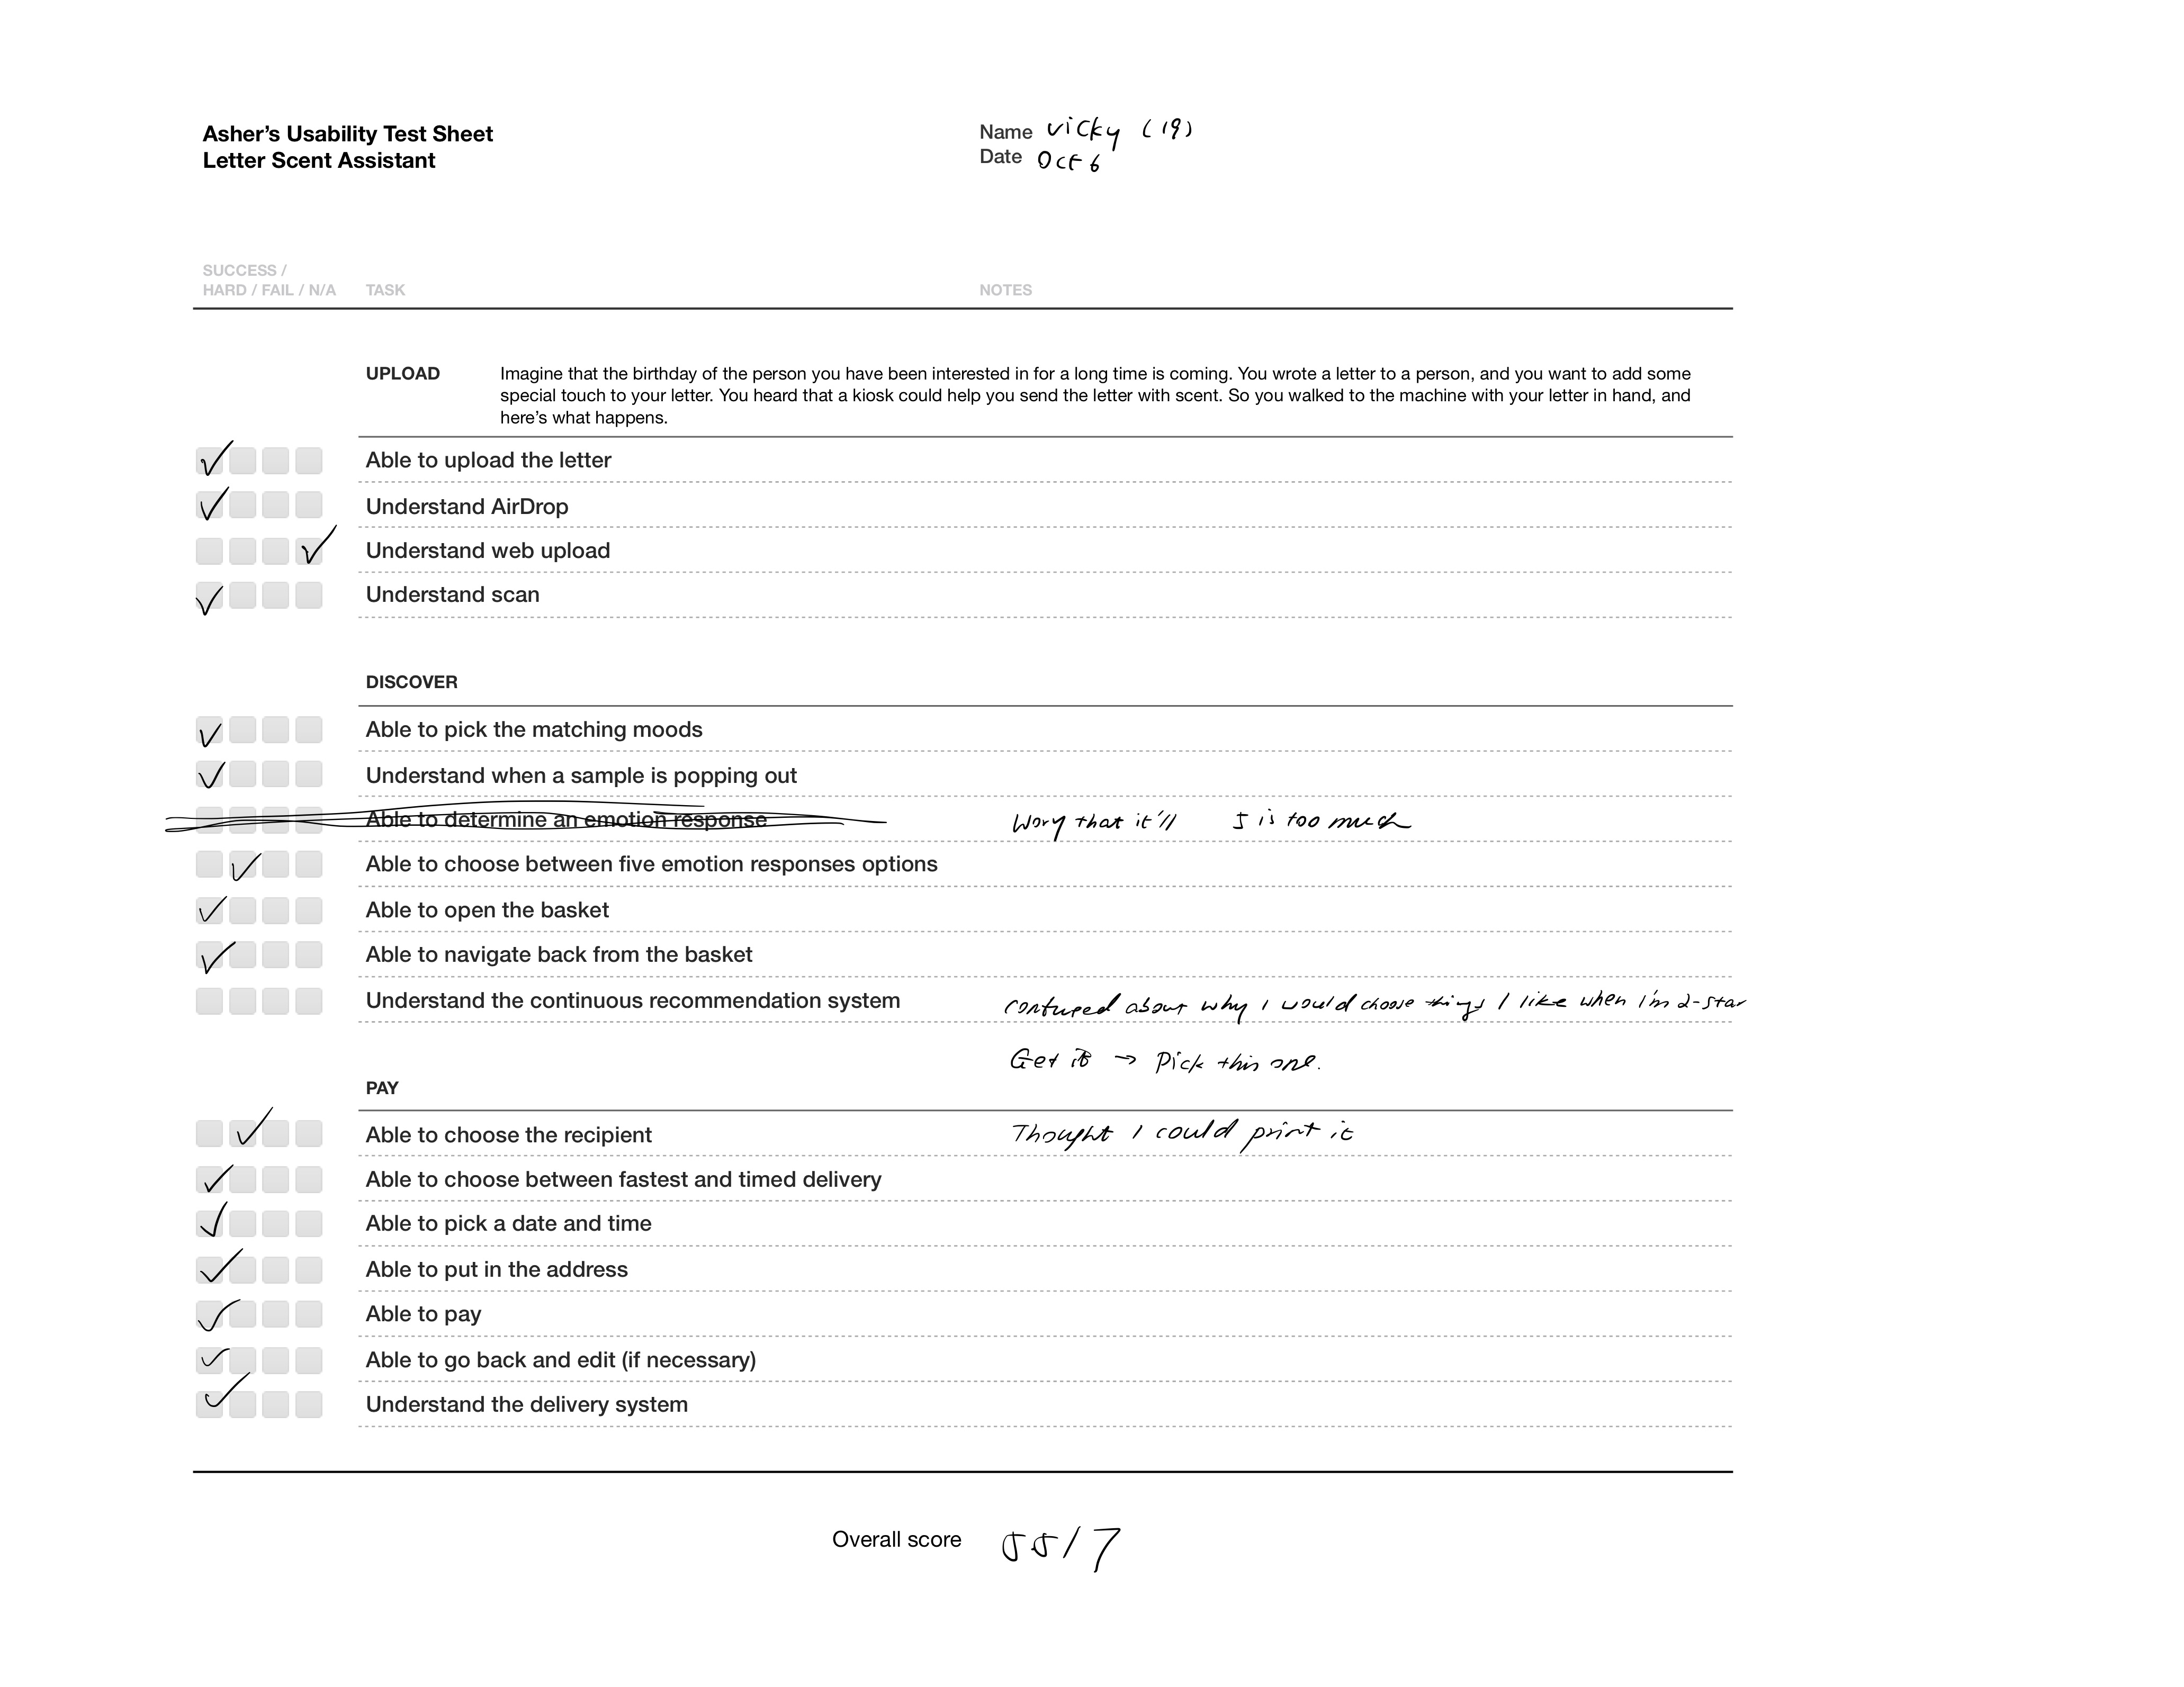 Asher's Usability Test Sheet
Letter Scent Assistant
Name Vicky (19)
Date Oct 6
SUCCESS /
HARD / FAIL / N/A TASK NOTES
UPLOAD Imagine that the birthday of the person you have been interested in for a long time is coming. You wrote a letter to a person, and you want to add some
special touch to your letter. You heard that a kiosk could help you send the letter with scent. So you walked to the machine with your letter in hand, and
here's what happens.
Able to upload the letter
Understand AirDrop
Understand web upload
Understand scan
DISCOVER
Able to pick the matching moods
Understand when a sample is popping out
Able to determine an emotion response Worry that it'll 5 is too much
Able to choose between five emotion responses options
Able to open the basket
Able to navigate back from the basket
Understand the continuous recommendation system confused about why I would choose things I like when I'm 2-star
Get it → Pick this one.
PAY
Able to choose the recipient Thought I could print it
Able to choose between fastest and timed delivery
Able to pick a date and time
Able to put in the address
Able to pay
Able to go back and edit (if necessary)
Understand the delivery system
Overall score 5.5/7